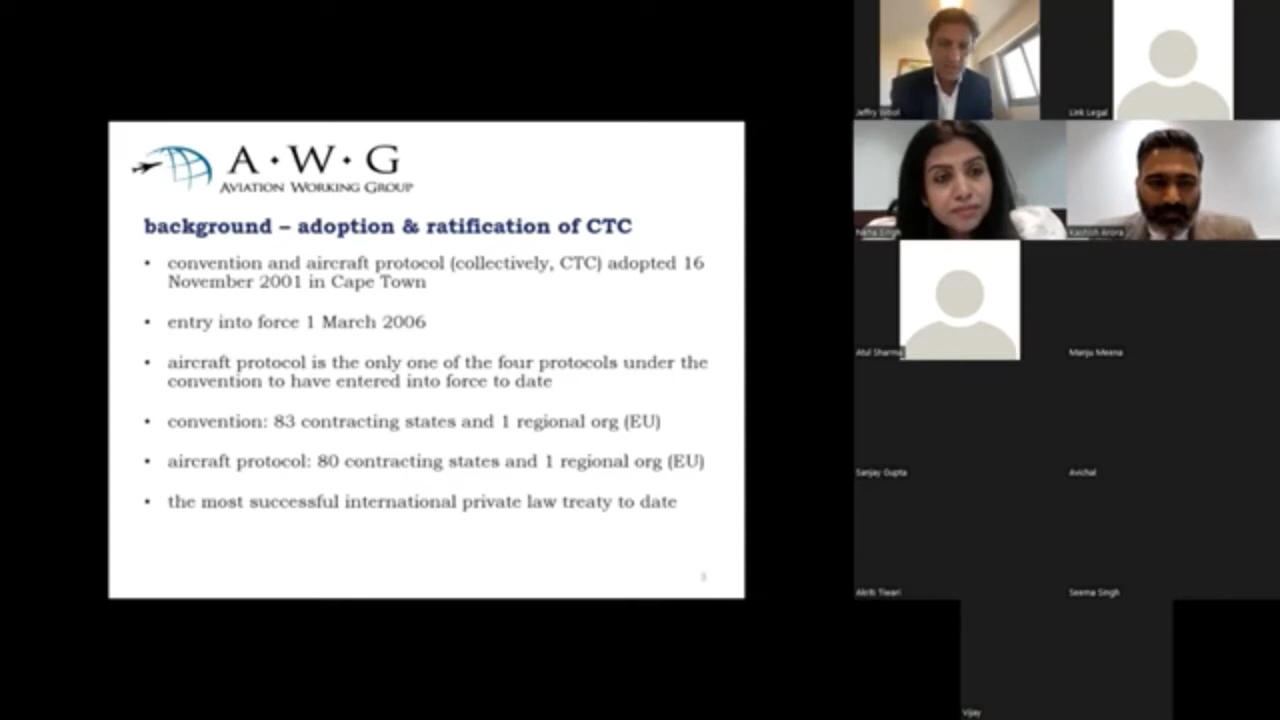 A·W·G
AVIATION WORKING GROUP
background – adoption & ratification of CTC
• convention and aircraft protocol (collectively, CTC) adopted 16
November 2001 in Cape Town
• entry into force 1 March 2006
• aircraft protocol is the only one of the four protocols under the
convention to have entered into force to date
• convention: 83 contracting states and 1 regional org (EU)
• aircraft protocol: 80 contracting states and 1 regional org (EU)
• the most successful international private law treaty to date
3
Jeffry
Link Legal
Neha Singh
Kashish Arora
Atul Sharma
Manju Meena
Sanjay Gupta
Avichal
Akriti Tiwari
Seema Singh
Vijay